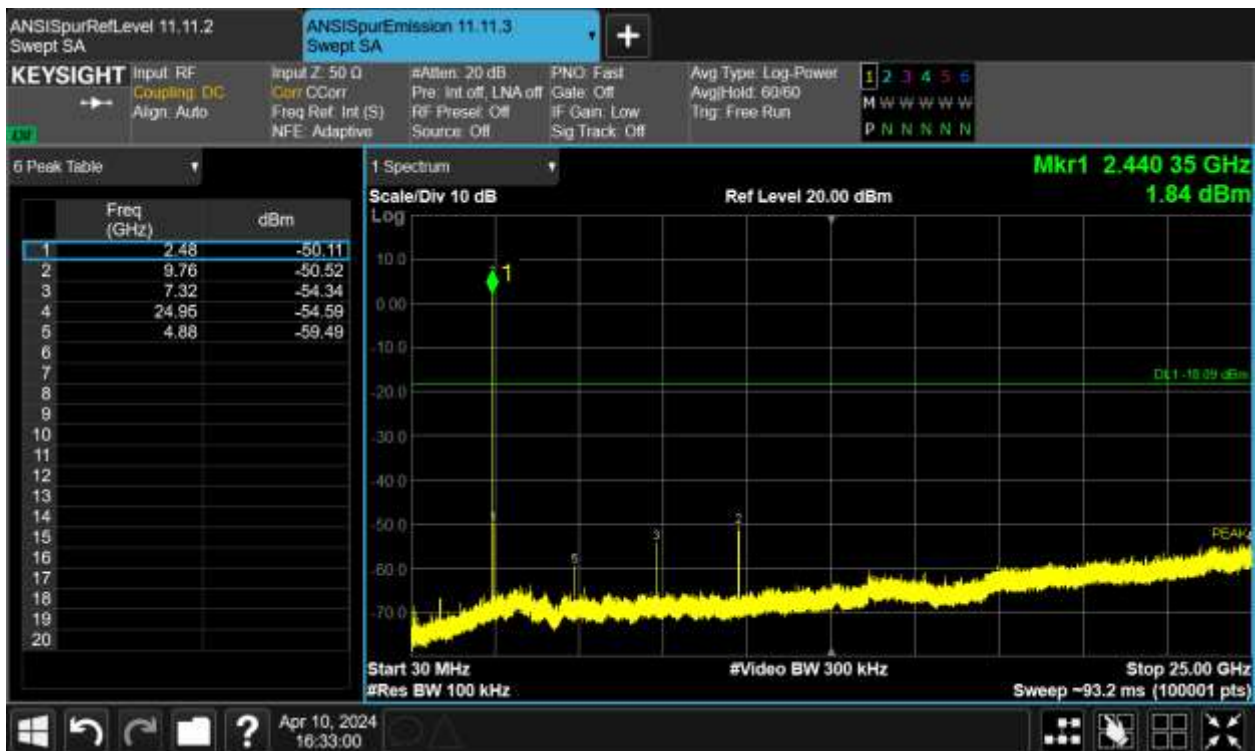 ANSISpurRefLevel 11.11.2
Swept SA
ANSISpurEmission 11.11.3
Swept SA
KEYSIGHT
Input: RF
Coupling: DC
Align: Auto
Input Z: 50 Ω
Corr CCorr
Freq Ref: Int (S)
NFE: Adaptive
#Atten: 20 dB
Pre: Int off, LNA off
RF Presel: Off
Source: Off
PNO: Fast
Gate: Off
IF Gain: Low
Sig Track: Off
Avg Type: Log-Power
Avg|Hold: 60/60
Trig: Free Run
1 2 3 4 5 6
M W W W W W
P N N N N N
6 Peak Table
Freq (GHz) dBm
1 2.48 -50.11
2 9.76 -50.52
3 7.32 -54.34
4 24.95 -54.59
5 4.88 -59.49
6
7
8
9
10
11
12
13
14
15
16
17
18
19
20
1 Spectrum
Mkr1 2.440 35 GHz
1.84 dBm
Scale/Div 10 dB
Ref Level 20.00 dBm
Log
10.0
0.00
-10.0
-20.0
-30.0
-40.0
-50.0
-60.0
-70.0
1
DL1 -18.09 dBm
2
3
5
PEAK
Start 30 MHz
#Video BW 300 kHz
Stop 25.00 GHz
#Res BW 100 kHz
Sweep ~93.2 ms (100001 pts)
?
Apr 10, 2024
16:33:00